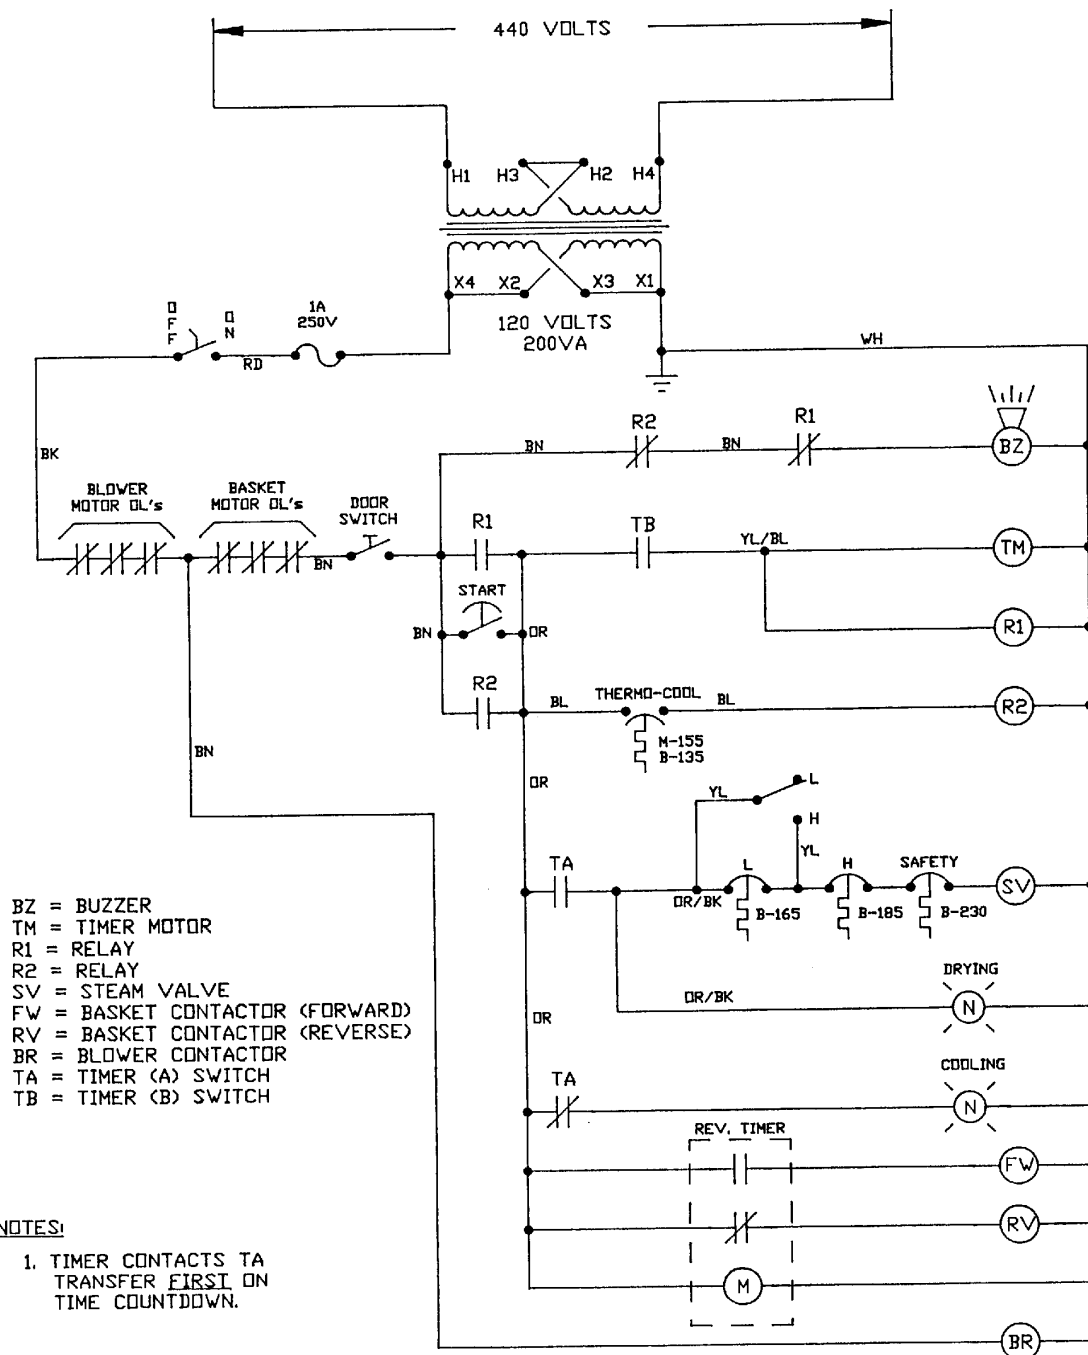 440 VOLTS
H1 H3 H2 H4
X4 X2 X3 X1
120 VOLTS
200VA
OFF
ON
1A
250V
RD
WH
BK
R2
R1
BN
BN
BZ
BLOWER
MOTOR OL's
BASKET
MOTOR OL's
DOOR
SWITCH
BN
R1
TB
YL/BL
TM
START
BN
OR
R1
R2
BL
THERMO-COOL
BL
R2
M-155
B-135
BN
OR
L
YL
H
YL
TA
OR/BK
L
B-165
H
B-185
SAFETY
B-230
SV
BZ = BUZZER
TM = TIMER MOTOR
R1 = RELAY
R2 = RELAY
SV = STEAM VALVE
FW = BASKET CONTACTOR (FORWARD)
RV = BASKET CONTACTOR (REVERSE)
BR = BLOWER CONTACTOR
TA = TIMER (A) SWITCH
TB = TIMER (B) SWITCH
DRYING
OR/BK
N
OR
COOLING
TA
N
REV. TIMER
FW
RV
M
BR
NOTES:
1. TIMER CONTACTS TA
TRANSFER FIRST ON
TIME COUNTDOWN.